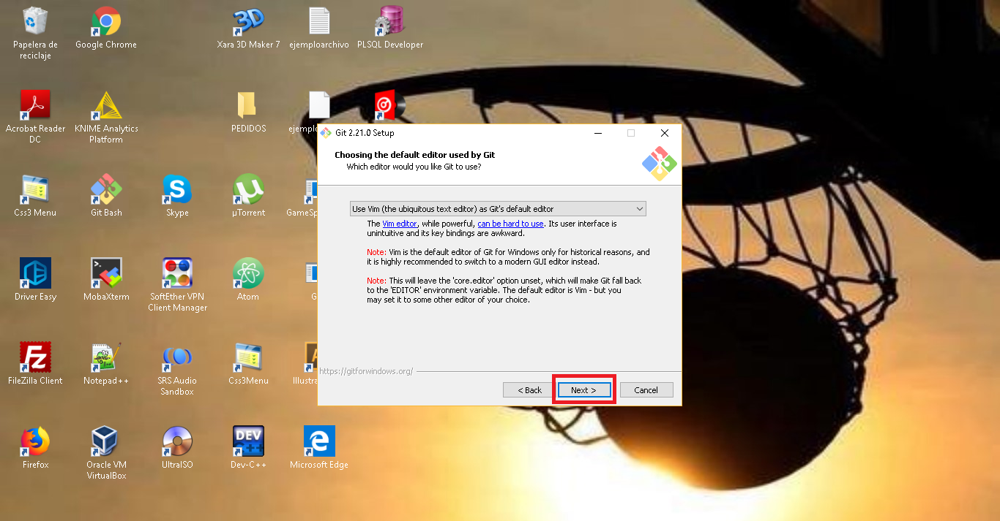 Papelera de
reciclaje
Google Chrome
Xara 3D Maker 7
ejemploarchivo
PLSQL Developer
Acrobat Reader
DC
KNIME Analytics
Platform
PEDIDOS
Css3 Menu
Git Bash
Skype
µTorrent
Driver Easy
MobaXterm
SoftEther VPN
Client Manager
Atom
FileZilla Client
Notepad++
SRS Audio
Sandbox
Css3Menu
Firefox
Oracle VM
VirtualBox
UltraISO
DEV
C++
Dev-C++
Microsoft Edge
Git 2.21.0 Setup
Choosing the default editor used by Git
Which editor would you like Git to use?
Use Vim (the ubiquitous text editor) as Git's default editor
The Vim editor, while powerful, can be hard to use. Its user interface is
unintuitive and its key bindings are awkward.
Note: Vim is the default editor of Git for Windows only for historical reasons, and
it is highly recommended to switch to a modern GUI editor instead.
Note: This will leave the 'core.editor' option unset, which will make Git fall back
to the 'EDITOR' environment variable. The default editor is Vim - but you
may set it to some other editor of your choice.
https://gitforwindows.org/
< Back
Next >
Cancel